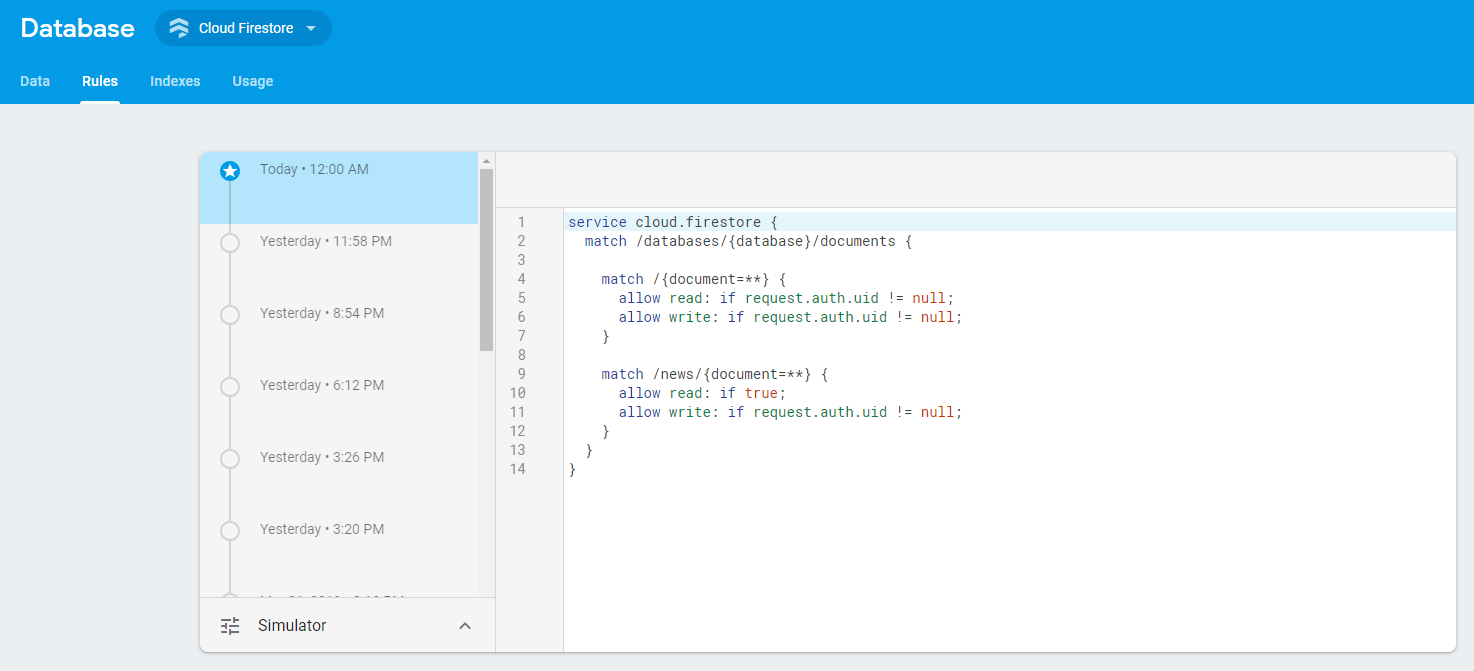 Database Cloud Firestore
Data Rules Indexes Usage
Today • 12:00 AM
Yesterday • 11:58 PM
Yesterday • 8:54 PM
Yesterday • 6:12 PM
Yesterday • 3:26 PM
Yesterday • 3:20 PM
Simulator
1 service cloud.firestore {
2 match /databases/{database}/documents {
3
4 match /{document=**} {
5 allow read: if request.auth.uid != null;
6 allow write: if request.auth.uid != null;
7 }
8
9 match /news/{document=**} {
10 allow read: if true;
11 allow write: if request.auth.uid != null;
12 }
13 }
14 }